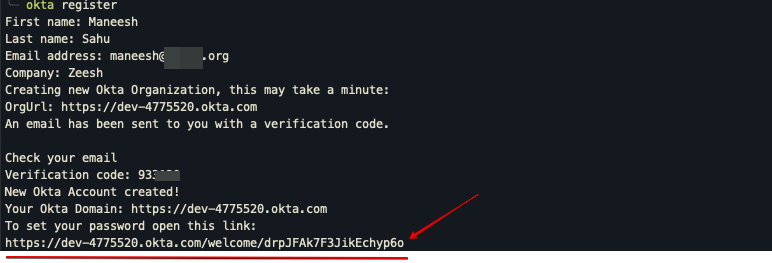 okta register
First name: Maneesh
Last name: Sahu
Email address: maneesh@ .org
Company: Zeesh
Creating new Okta Organization, this may take a minute:
OrgUrl: https://dev-4775520.okta.com
An email has been sent to you with a verification code.
Check your email
Verification code: 93
New Okta Account created!
Your Okta Domain: https://dev-4775520.okta.com
To set your password open this link:
https://dev-4775520.okta.com/welcome/drpJFAk7F3JikEchyp6o